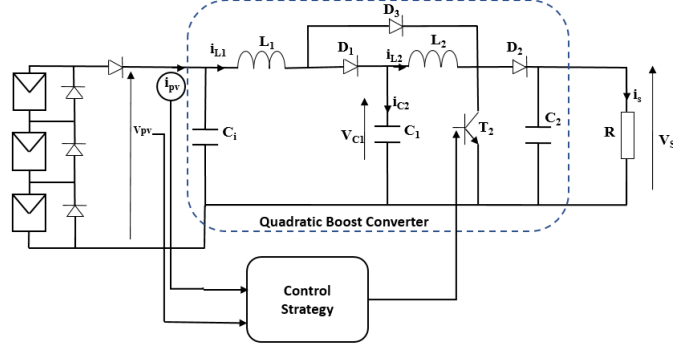 D3
iL1
L1
D1
iL2
L2
D2
ipv
iC2
is
Vpv
Ci
VC1
C1
T2
C2
R
VS
Quadratic Boost Converter
Control
Strategy